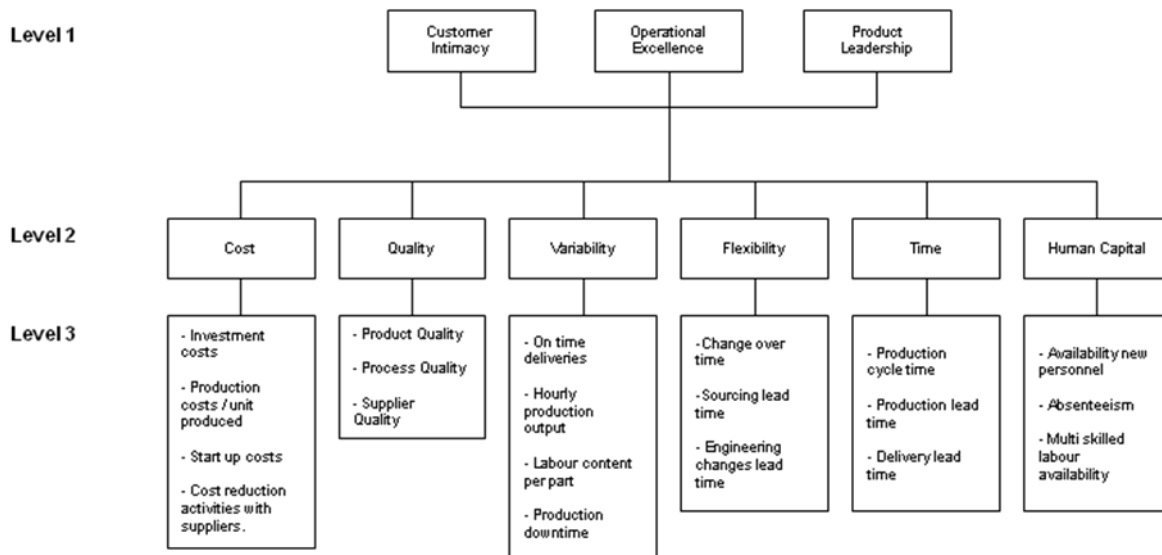 Level 1
Customer
Intimacy
Operational
Excellence
Product
Leadership
Level 2
Cost
Quality
Variability
Flexibility
Time
Human Capital
Level 3
- Investment
costs
- Production
costs / unit
produced
- Start up costs
- Cost reduction
activities with
suppliers.
- Product Quality
- Process Quality
- Supplier
Quality
- On time
deliveries
- Hourly
production
output
- Labour content
per part
- Production
downtime
-Change over
time
-Sourcing lead
time
- Engineering
changes lead
time
- Production
cycle time
- Production lead
time
- Delivery lead
time
- Availability new
personnel
- Absenteeism
- Multi skilled
labour
availability